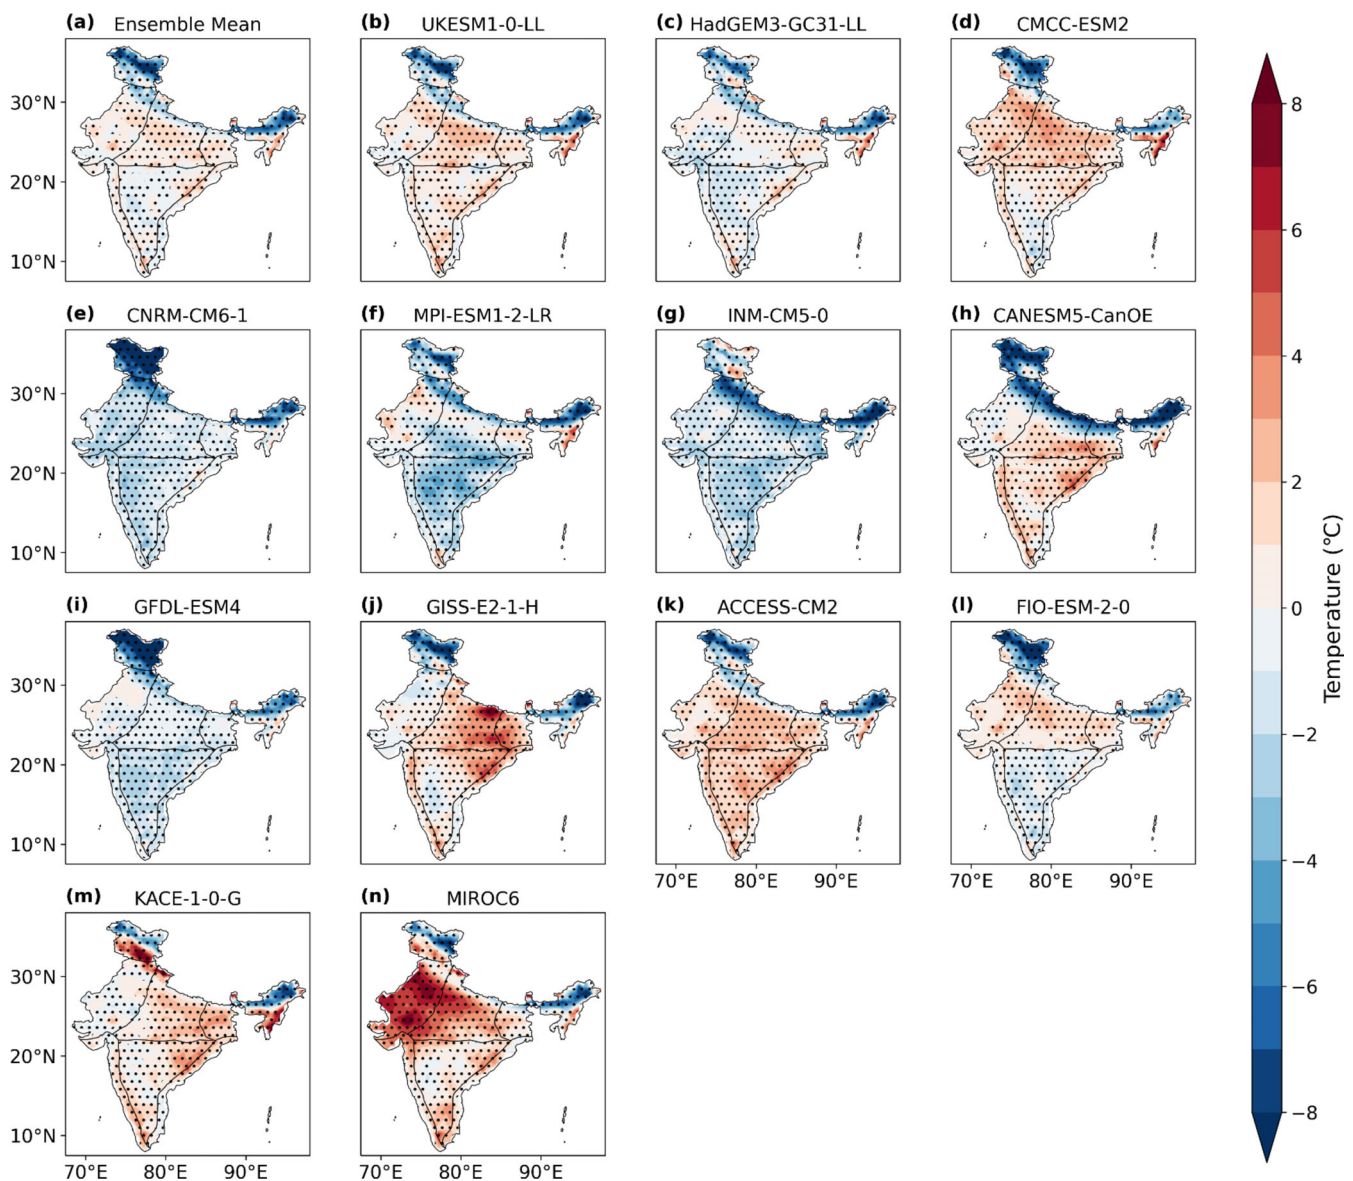 (a) Ensemble Mean
(b) UKESM1-0-LL
(c) HadGEM3-GC31-LL
(d) CMCC-ESM2
30°N
20°N
10°N
(e) CNRM-CM6-1
(f) MPI-ESM1-2-LR
(g) INM-CM5-0
(h) CANESM5-CanOE
30°N
20°N
10°N
(i) GFDL-ESM4
(j) GISS-E2-1-H
(k) ACCESS-CM2
(l) FIO-ESM-2-0
30°N
20°N
10°N
70°E 80°E 90°E
70°E 80°E 90°E
(m) KACE-1-0-G
(n) MIROC6
30°N
20°N
10°N
70°E 80°E 90°E
70°E 80°E 90°E
8
6
4
2
0
−2
−4
−6
−8
Temperature (°C)